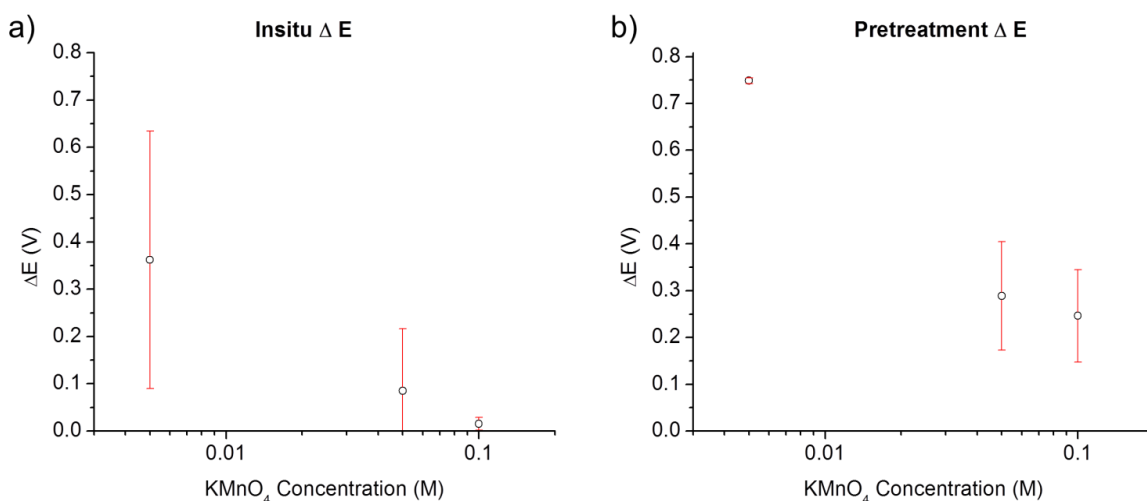 a)
Insitu Δ E
0.8
0.7
0.6
0.5
0.4
0.3
0.2
0.1
0.0
ΔE (V)
0.01
0.1
KMnO4 Concentration (M)
b)
Pretreatment Δ E
0.8
0.7
0.6
0.5
0.4
0.3
0.2
0.1
0.0
ΔE (V)
0.01
0.1
KMnO4 Concentration (M)